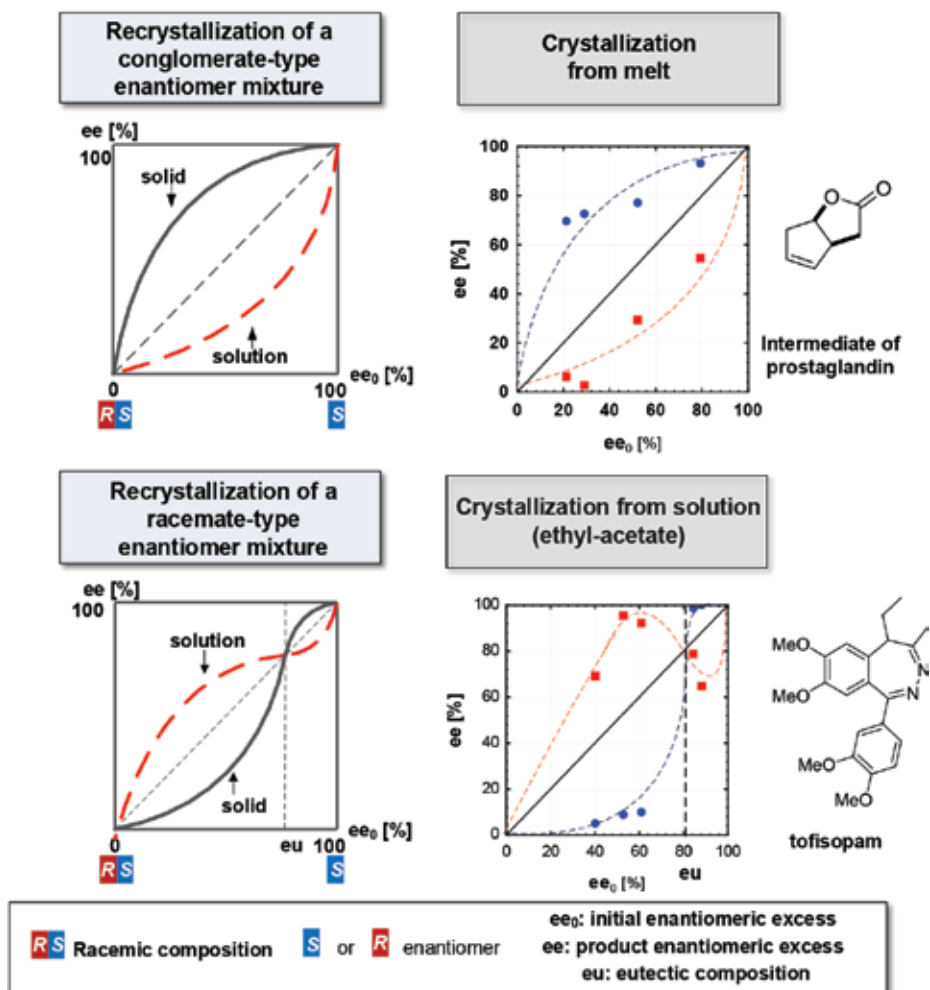 Recrystallization of a
conglomerate-type
enantiomer mixture
ee [%]
100
solid
solution
0
100
ee₀ [%]
R S
S
Crystallization
from melt
100
80
60
40
20
0
ee [%]
0 20 40 60 80 100
ee₀ [%]
O
O
Intermediate of
prostaglandin
Recrystallization of a
racemate-type
enantiomer mixture
ee [%]
100
solution
solid
0
eu
100
ee₀ [%]
R S
S
Crystallization from solution
(ethyl-acetate)
100
80
60
40
20
0
ee [%]
0 20 40 60 80 100
ee₀ [%]
eu
MeO
MeO
N
N
MeO
MeO
tofisopam
R S Racemic composition
S or R enantiomer
ee₀: initial enantiomeric excess
ee: product enantiomeric excess
eu: eutectic composition